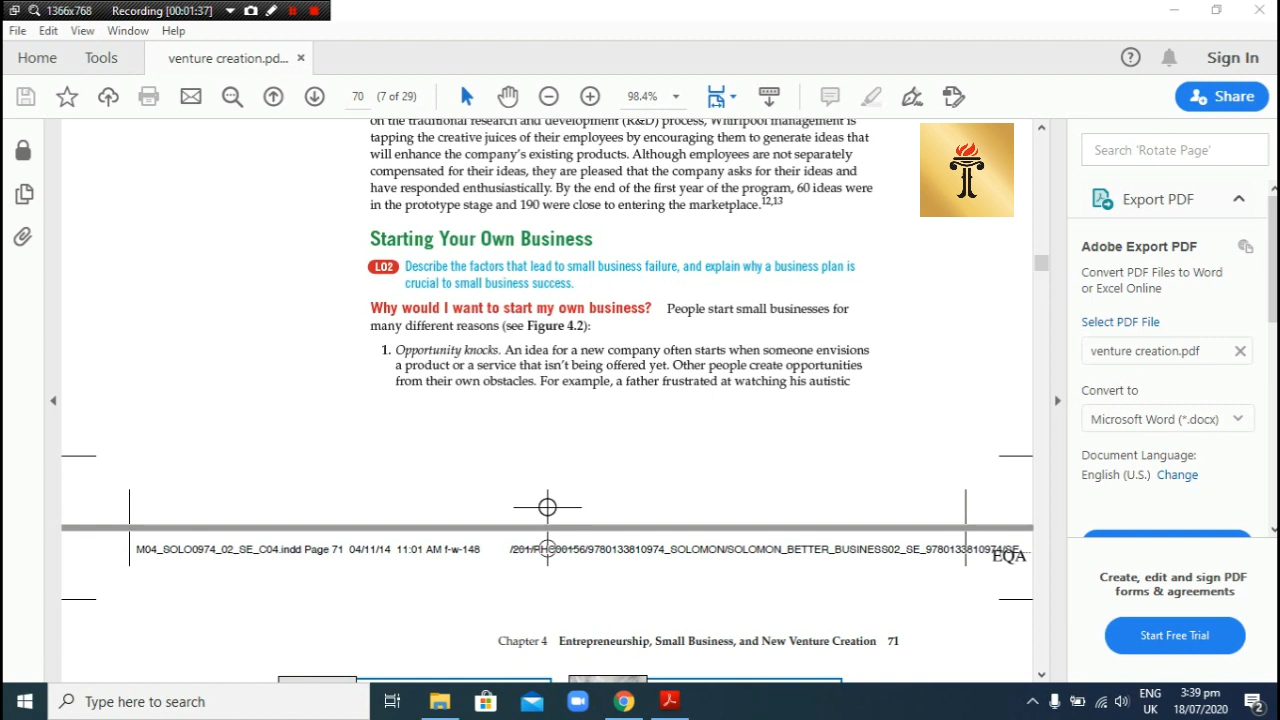 1366x768 Recording [00:01:37]
File Edit View Window Help
Home Tools venture creation.pd... × Sign In
70 (7 of 29) 98.4% Share
on the traditional research and development (R&D) process, Whirlpool management is
tapping the creative juices of their employees by encouraging them to generate ideas that
will enhance the company's existing products. Although employees are not separately
compensated for their ideas, they are pleased that the company asks for their ideas and
have responded enthusiastically. By the end of the first year of the program, 60 ideas were
in the prototype stage and 190 were close to entering the marketplace.12,13
Starting Your Own Business
LO2 Describe the factors that lead to small business failure, and explain why a business plan is
crucial to small business success.
Why would I want to start my own business? People start small businesses for
many different reasons (see Figure 4.2):
1. Opportunity knocks. An idea for a new company often starts when someone envisions
a product or a service that isn't being offered yet. Other people create opportunities
from their own obstacles. For example, a father frustrated at watching his autistic
M04_SOLO0974_02_SE_C04.indd Page 71 04/11/14 11:01 AM f-w-148 /201/PHC00156/9780133810974_SOLOMON/SOLOMON_BETTER_BUSINESS02_SE_9780133810974/SE...
EQA
Chapter 4 Entrepreneurship, Small Business, and New Venture Creation 71
Search 'Rotate Page'
Export PDF
Adobe Export PDF
Convert PDF Files to Word
or Excel Online
Select PDF File
venture creation.pdf
Convert to
Microsoft Word (*.docx)
Document Language:
English (U.S.) Change
Create, edit and sign PDF
forms & agreements
Start Free Trial
Type here to search
ENG
UK
3:39 pm
18/07/2020
2